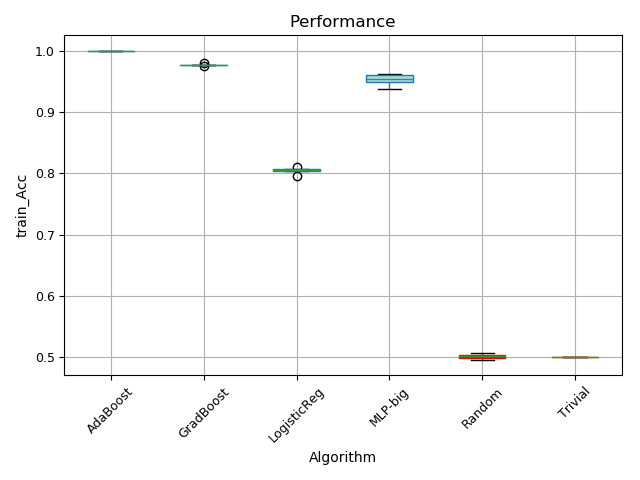 Performance
train_Acc
1.0
0.9
0.8
0.7
0.6
0.5
AdaBoost
GradBoost
LogisticReg
MLP-big
Random
Trivial
Algorithm